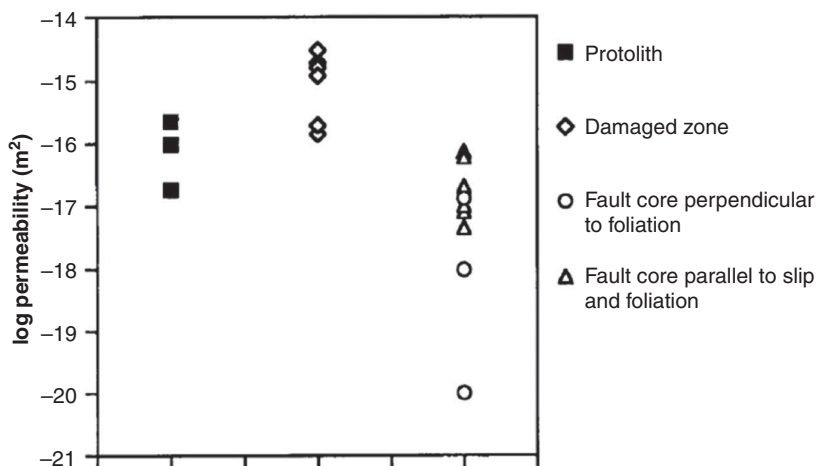 −14
−15
−16
−17
−18
−19
−20
−21
log permeability (m²)
Protolith
Damaged zone
Fault core perpendicular
to foliation
Fault core parallel to slip
and foliation